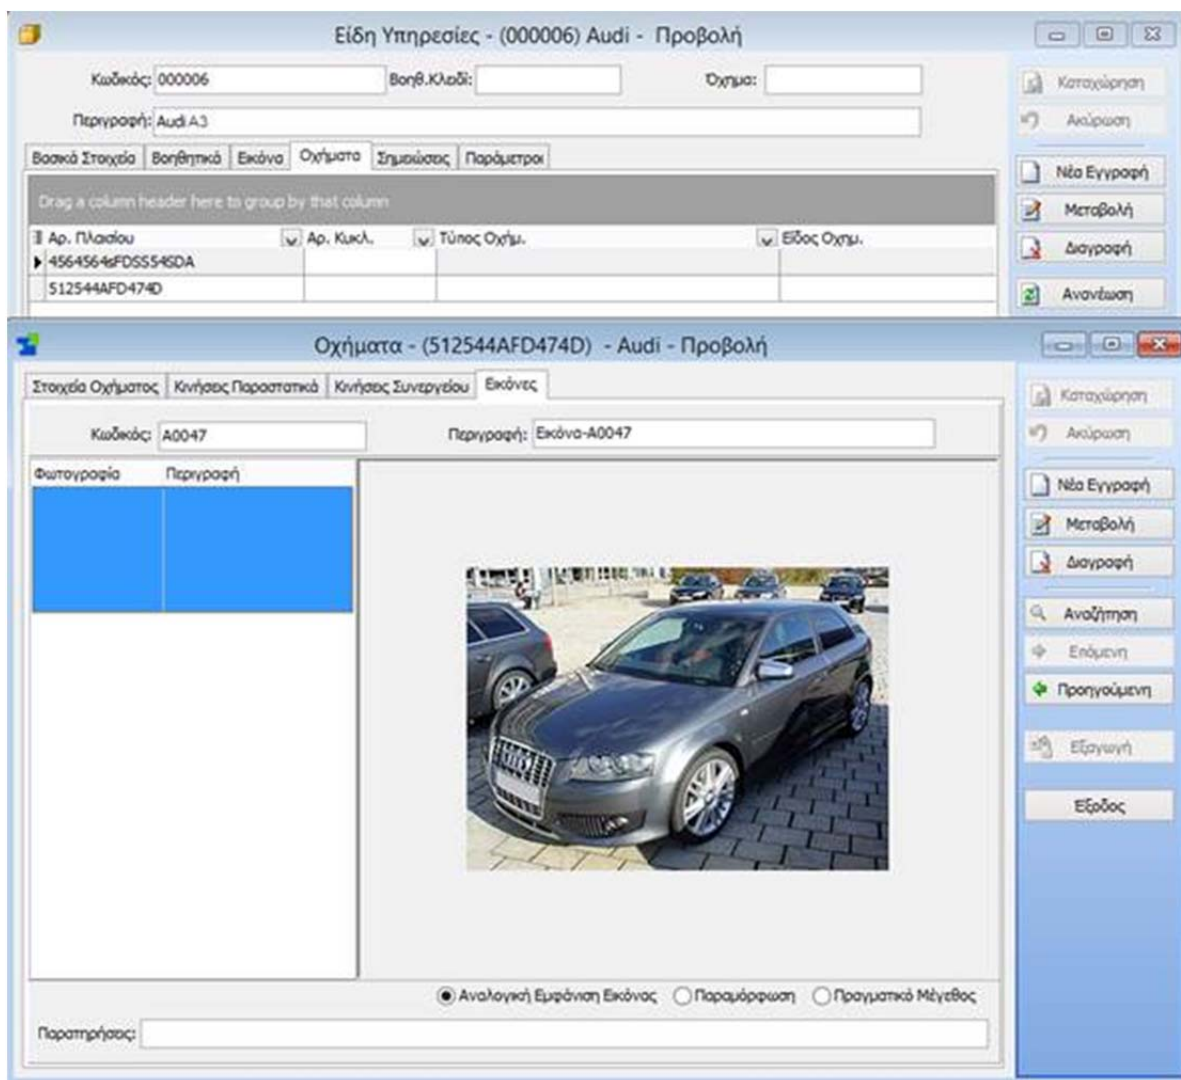 Είδη Υπηρεσίες - (000006) Audi - Προβολή
Κωδικός: 000006 Βοηθ.Κλειδί: Όχημα:
Καταχώρηση
Περιγραφή: Audi A3
Ακύρωση
Βασικά Στοιχεία Βοηθητικά Εικόνα Οχήματα Σημειώσεις Παράμετροι
Νέα Εγγραφή
Drag a column header here to group by that column
Μεταβολή
Αρ. Πλαισίου Αρ. Κυκλ. Τύπος Οχήμ. Είδος Οχημ.
Διαγραφή
4564564sFDSS54SDA
512544AFD474D
Ανανέωση
Οχήματα - (512544AFD474D) - Audi - Προβολή
Στοιχεία Οχήματος Κινήσεις Παραστατικά Κινήσεις Συνεργείου Εικόνες
Καταχώρηση
Κωδικός: A0047 Περιγραφή: Εικόνα-A0047
Ακύρωση
Φωτογραφία Περιγραφή
Νέα Εγγραφή
Μεταβολή
Διαγραφή
Αναζήτηση
Επόμενη
Προηγούμενη
Εξαγωγή
Έξοδος
Αναλογική Εμφάνιση Εικόνας Παραμόρφωση Πραγματικό Μέγεθος
Παρατηρήσεις: